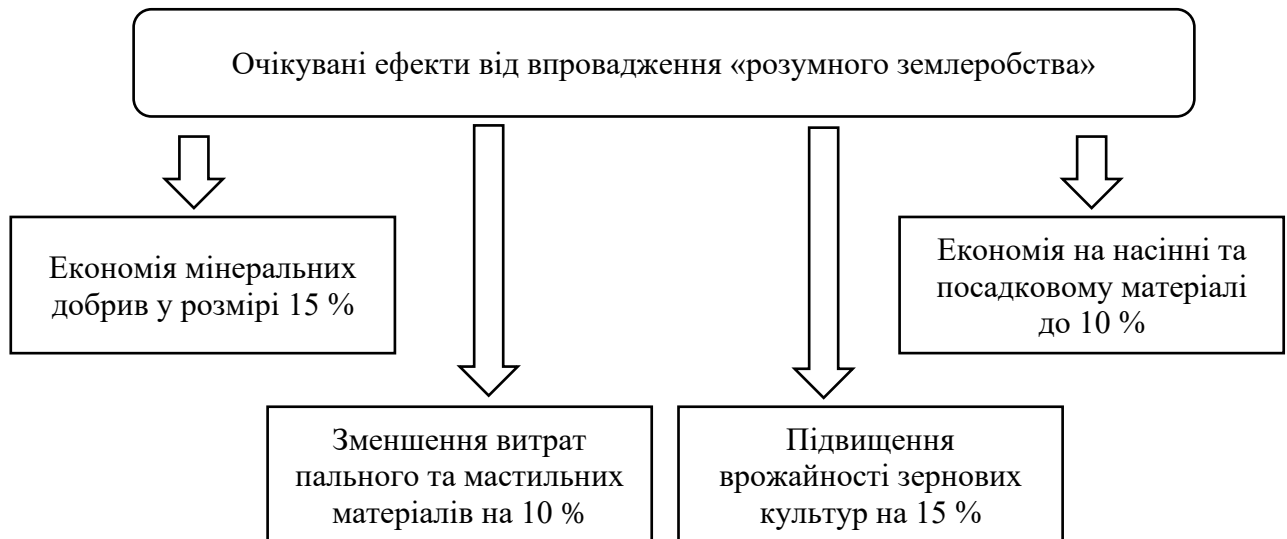 Очікувані ефекти від впровадження «розумного землеробства»
Економія мінеральних
добрив у розмірі 15 %
Економія на насінні та
посадковому матеріалі
до 10 %
Зменшення витрат
пального та мастильних
матеріалів на 10 %
Підвищення
врожайності зернових
культур на 15 %